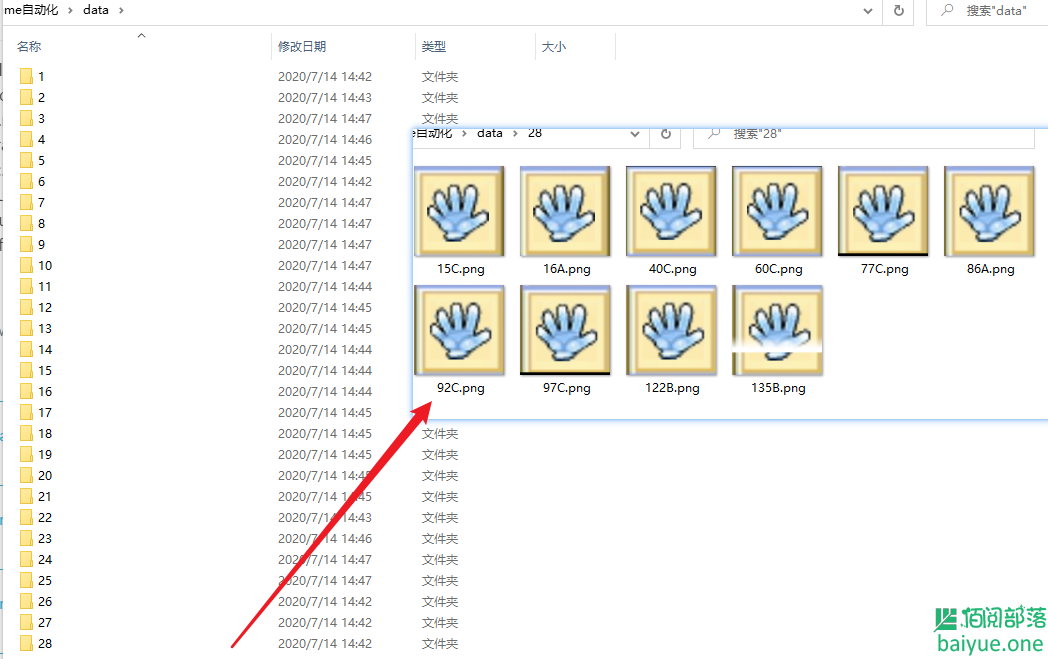 me自动化 > data >
搜索"data"
名称 修改日期 类型 大小
1 2020/7/14 14:42 文件夹
2 2020/7/14 14:43 文件夹
3 2020/7/14 14:47 文件夹
4 2020/7/14 14:46
5 2020/7/14 14:45
6 2020/7/14 14:42
7 2020/7/14 14:47
8 2020/7/14 14:47
9 2020/7/14 14:47
10 2020/7/14 14:47
11 2020/7/14 14:44
12 2020/7/14 14:45
13 2020/7/14 14:45
14 2020/7/14 14:44
15 2020/7/14 14:44
16 2020/7/14 14:44
17 2020/7/14 14:45
18 2020/7/14 14:45 文件夹
19 2020/7/14 14:45 文件夹
20 2020/7/14 14:45 文件夹
21 2020/7/14 14:45 文件夹
22 2020/7/14 14:43 文件夹
23 2020/7/14 14:46 文件夹
24 2020/7/14 14:47 文件夹
25 2020/7/14 14:47 文件夹
26 2020/7/14 14:42 文件夹
27 2020/7/14 14:42 文件夹
28 2020/7/14 14:42 文件夹
e自动化 > data > 28
搜索"28"
15C.png 16A.png 40C.png 60C.png 77C.png 86A.png
92C.png 97C.png 122B.png 135B.png
佰阅部落
baiyue.one